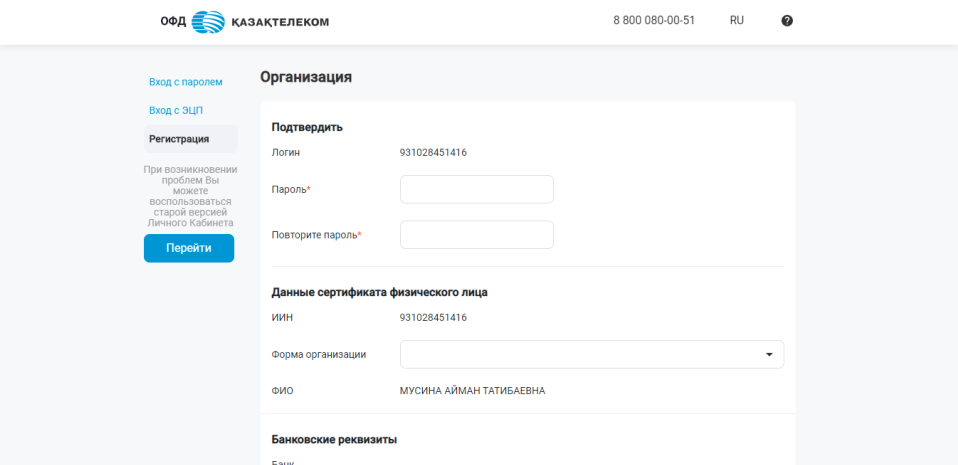 ОФД ҚАЗАҚТЕЛЕКОМ 8 800 080-00-51 RU ?
Вход с паролем
Вход с ЭЦП
Регистрация
При возникновении
проблем Вы
можете
воспользоваться
старой версией
Личного Кабинета
Перейти
Организация
Подтвердить
Логин 931028451416
Пароль*
Повторите пароль*
Данные сертификата физического лица
ИИН 931028451416
Форма организации
ФИО МУСИНА АЙМАН ТАТИБАЕВНА
Банковские реквизиты
Банк